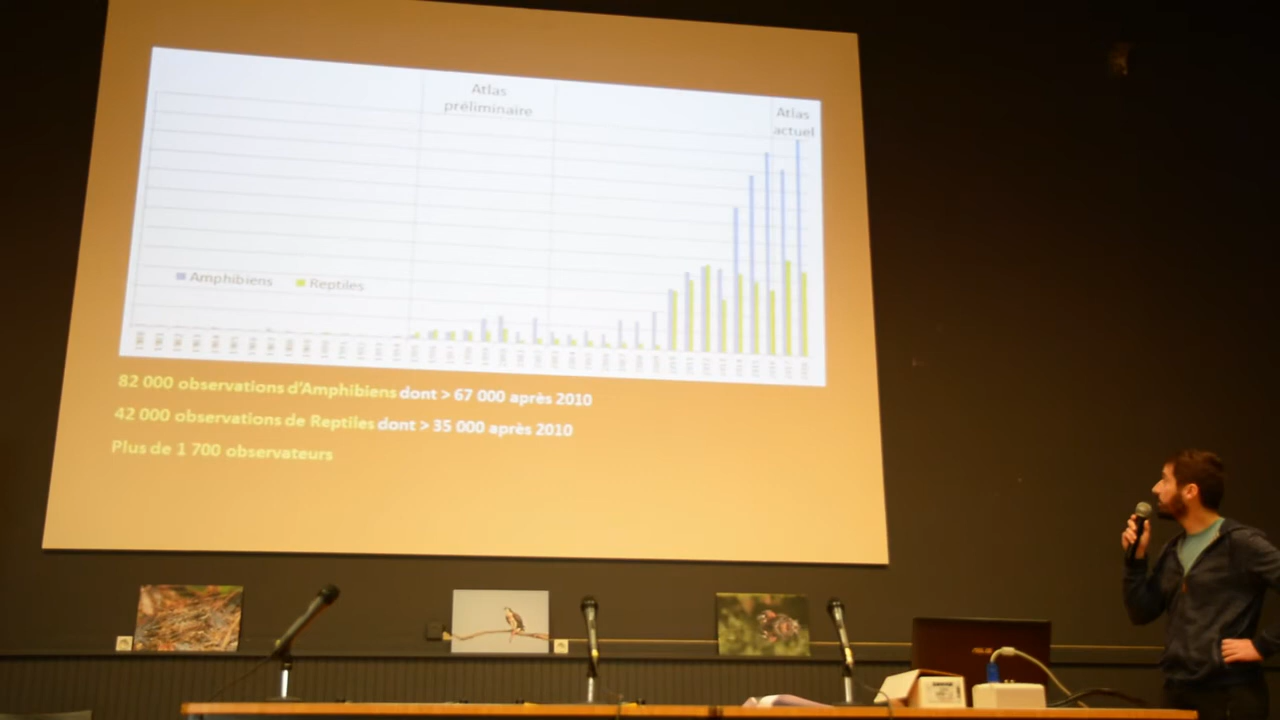 Atlas
préliminaire
Atlas
actuel
Amphibiens
Reptiles
82 000 observations d'Amphibiens dont > 67 000 après 2010
42 000 observations de Reptiles dont > 35 000 après 2010
Plus de 1 700 observateurs
ASUS